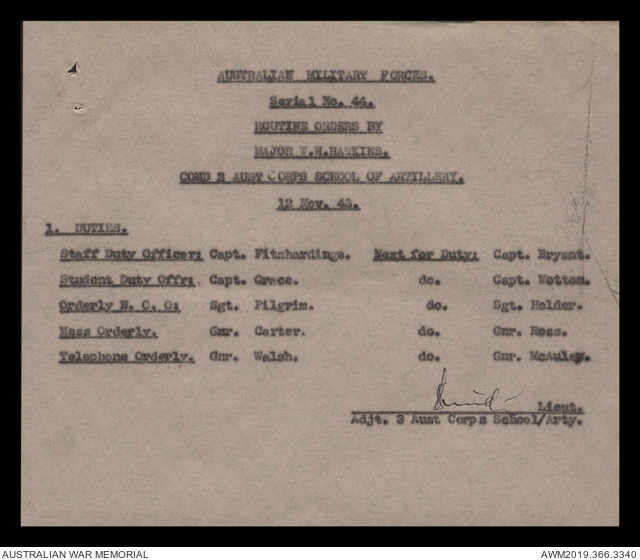 AUSTRALIAN MILITARY FORCES.
Serial No. 44.
ROUTINE ORDERS BY
MAJOR W.H.HAWKINS.
COMD 3 AUST CORPS SCHOOL OF ARTILLERY.
12 Nov. 43.
1. DUTIES.
Staff Duty Officer: Capt. Fitzhardinge. Next for Duty: Capt. Bryant.
Student Duty Offr: Capt. Grace. do. Capt. Wotton.
Orderly N. C. O: Sgt. Pilgrim. do. Sgt. Holder.
Mess Orderly. Gnr. Carter. do. Gnr. Ross.
Telephone Orderly. Gnr. Walsh. do. Gnr. McAuley.
Lieut.
Adjt. 3 Aust Corps School/Arty.
AUSTRALIAN WAR MEMORIAL
AWM2019.366.3340